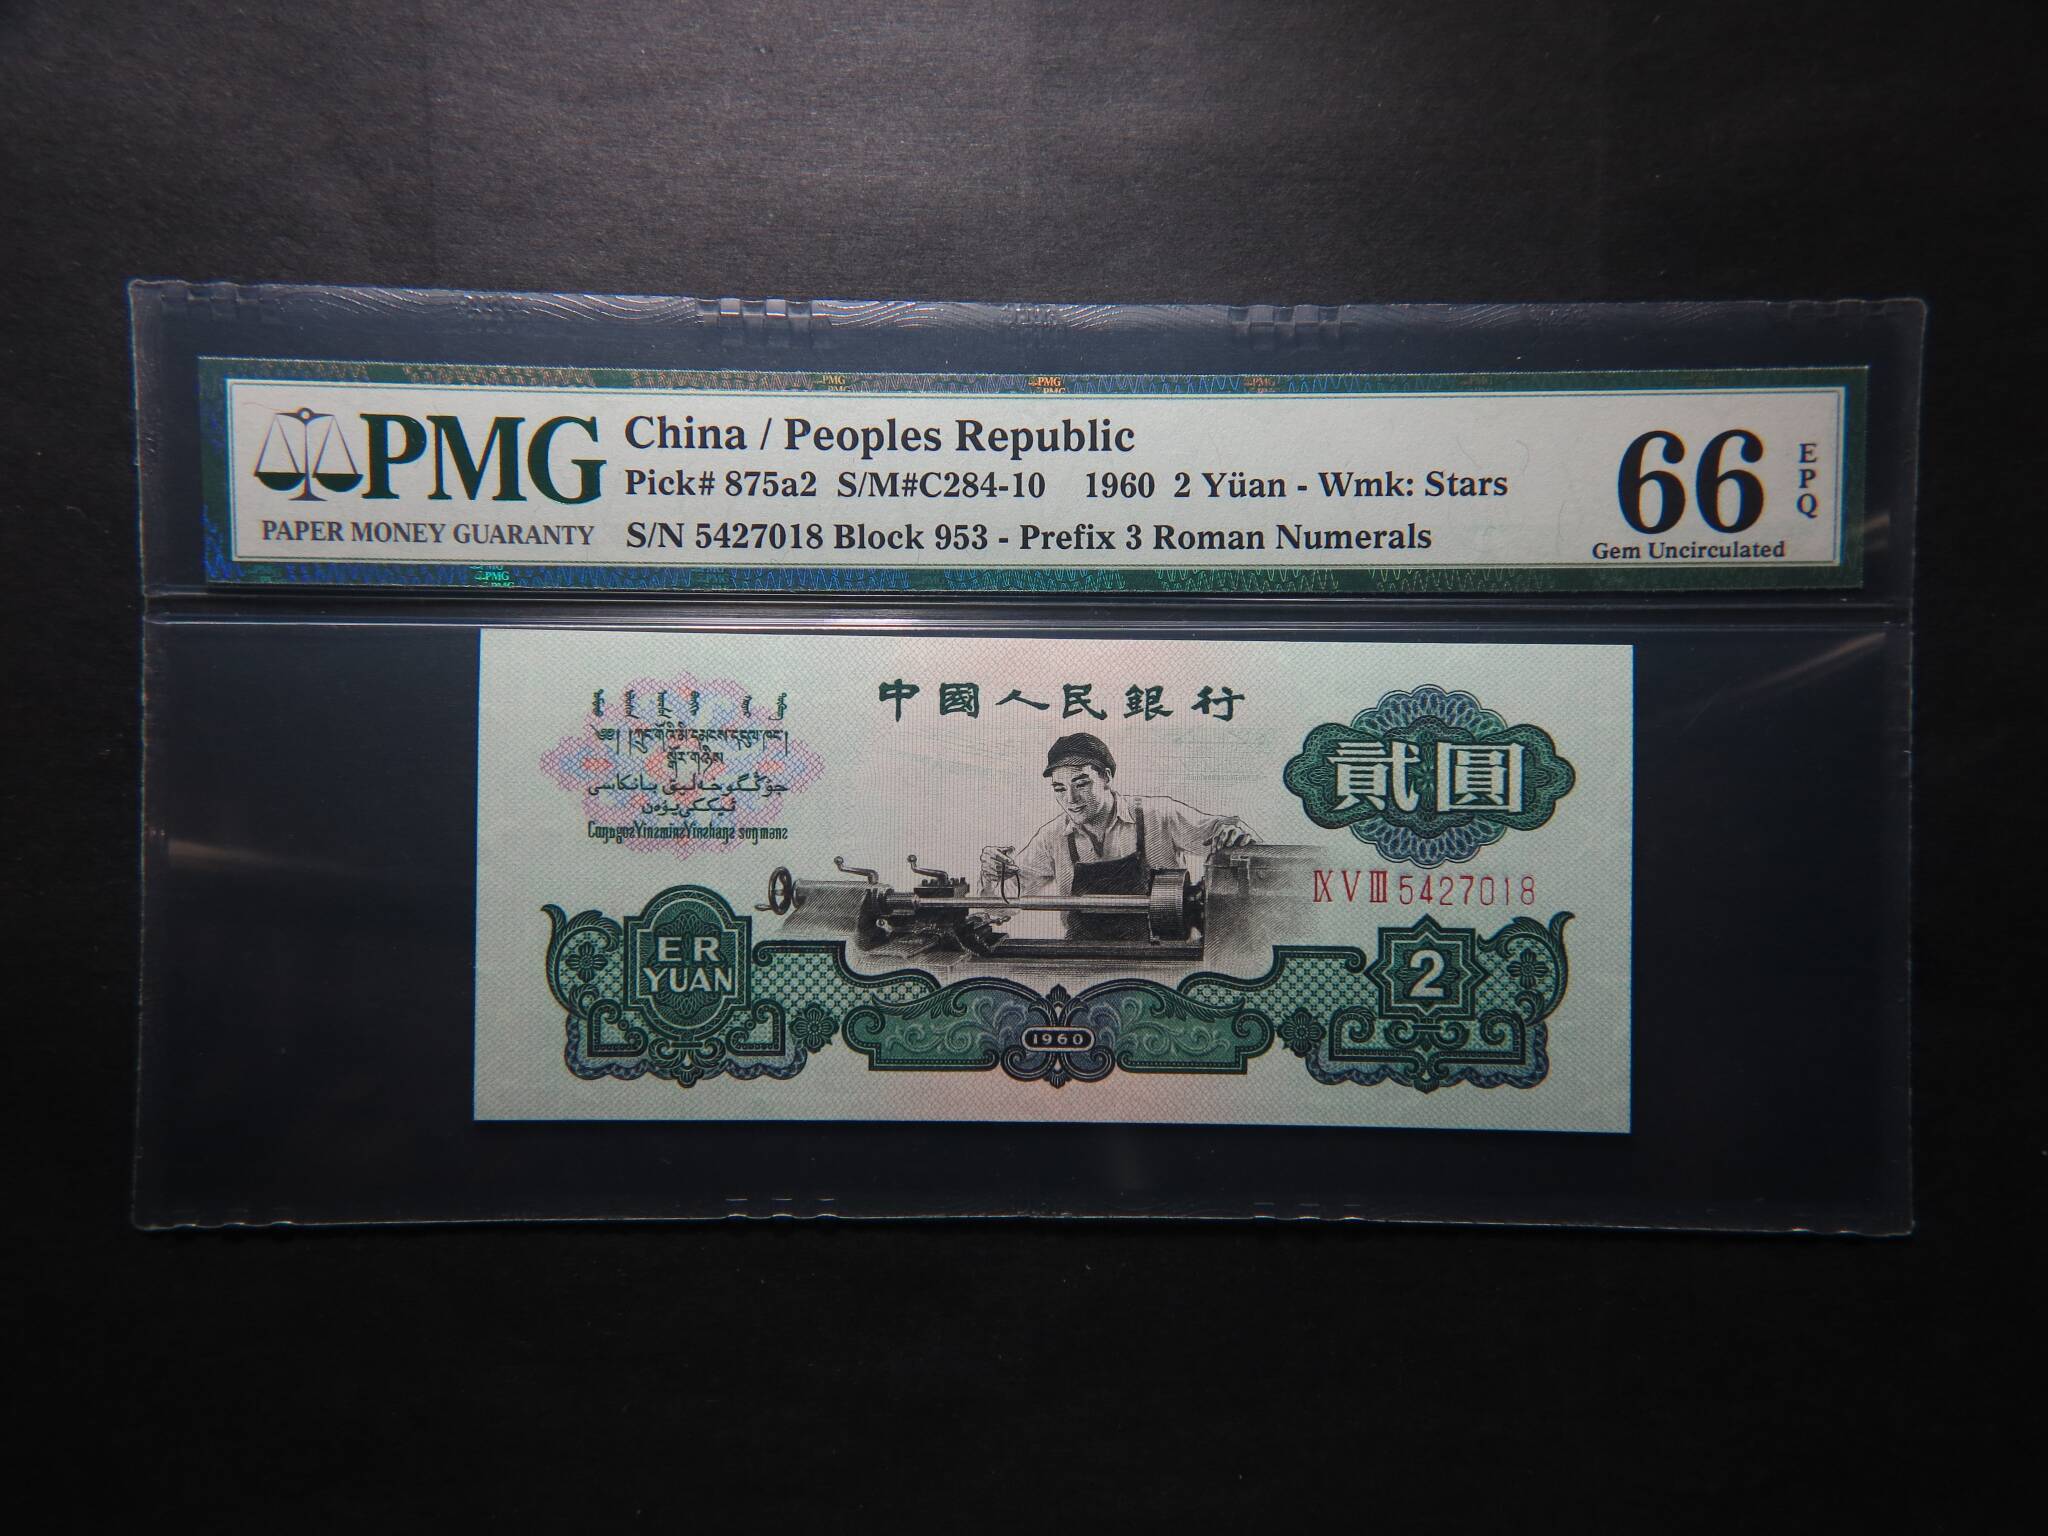 PMG
PAPER MONEY GUARANTY
China / Peoples Republic
Pick# 875a2 S/M#C284-10 1960 2 Yüan - Wmk: Stars
S/N 5427018 Block 953 - Prefix 3 Roman Numerals
66
EPQ
Gem Uncirculated
中國人民銀行
貳圓
ⅨⅤⅢ 5427018
ER
YUAN
2
1960